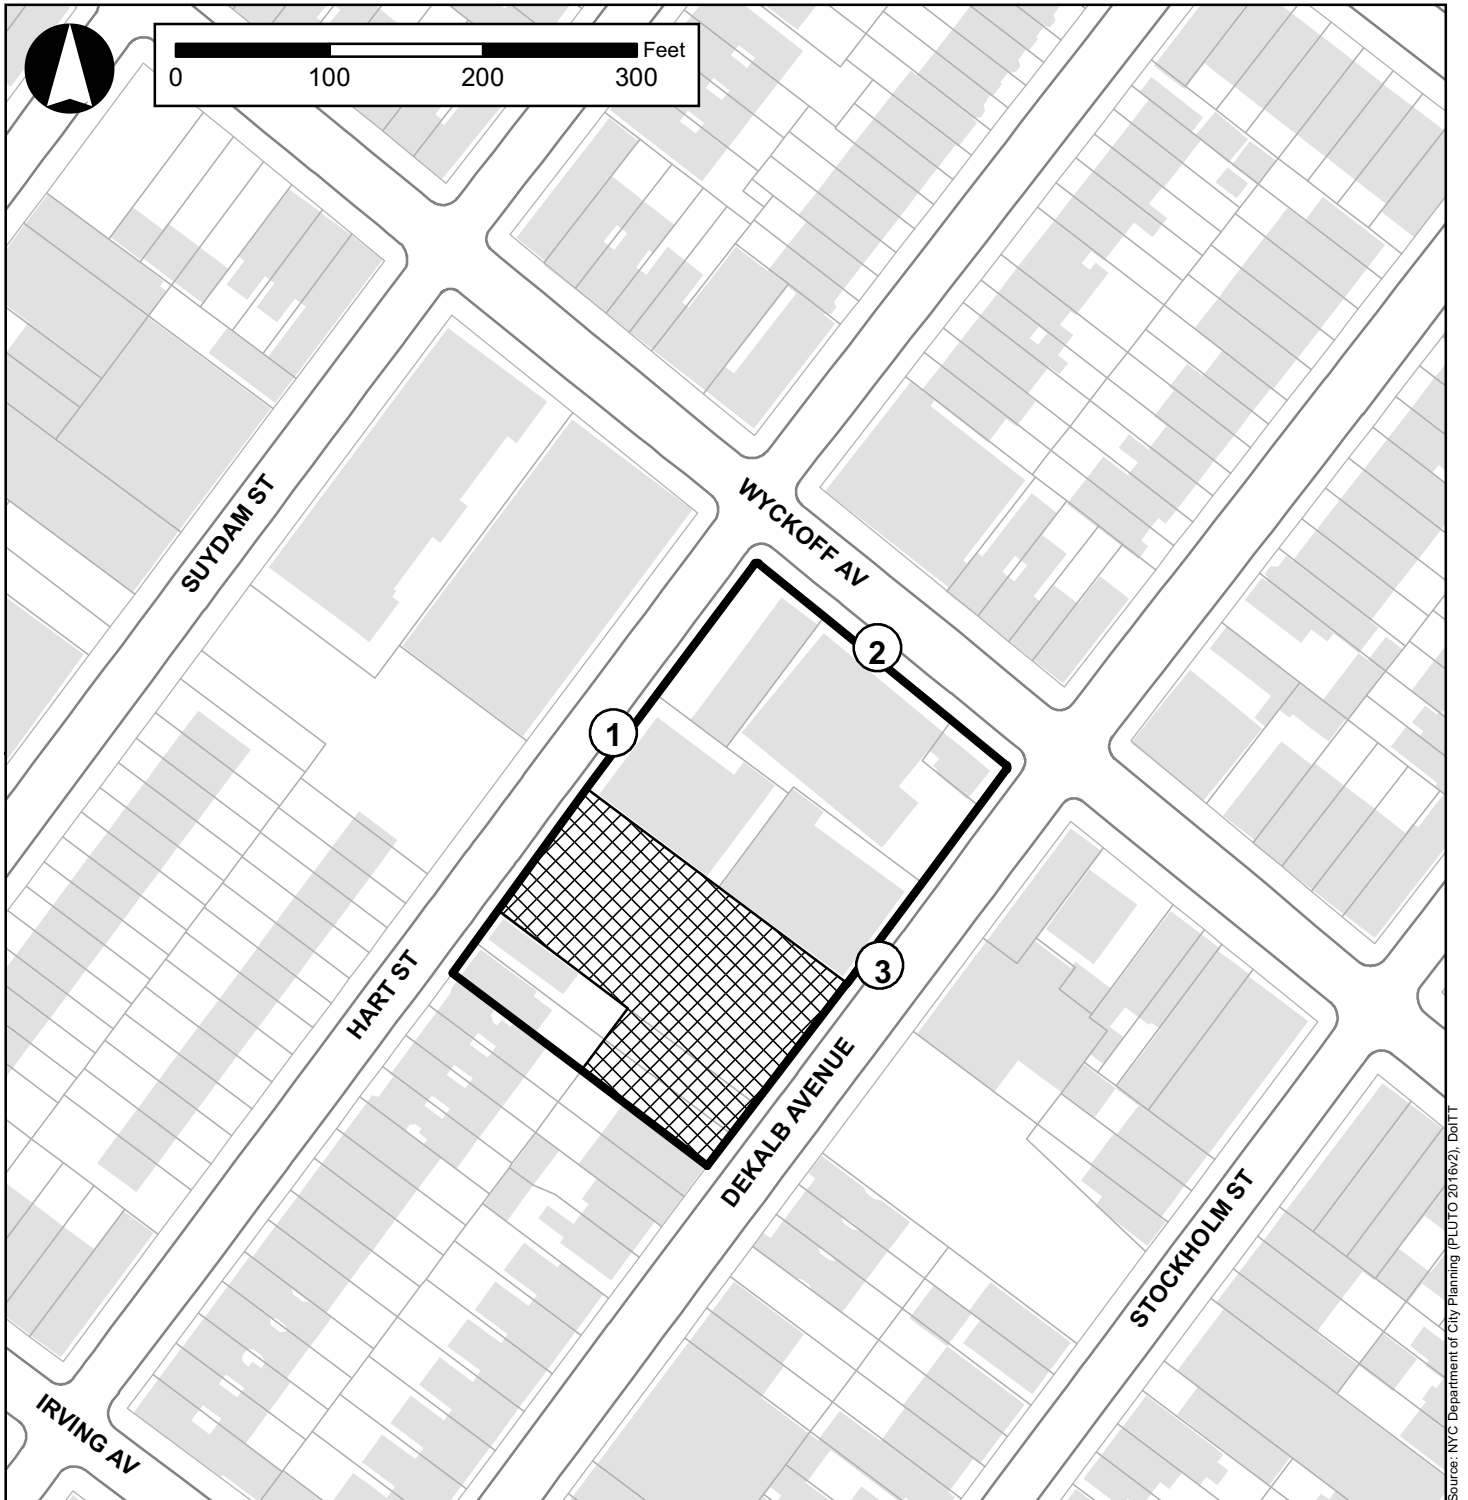 Feet
0 100 200 300
WYCKOFF AV
SUYDAM ST
2
1
3
HART ST
DEKALB AVENUE
STOCKHOLM ST
IRVING AV
Source: NYC Department of City Planning (PLUTO 2016v2), DoITT